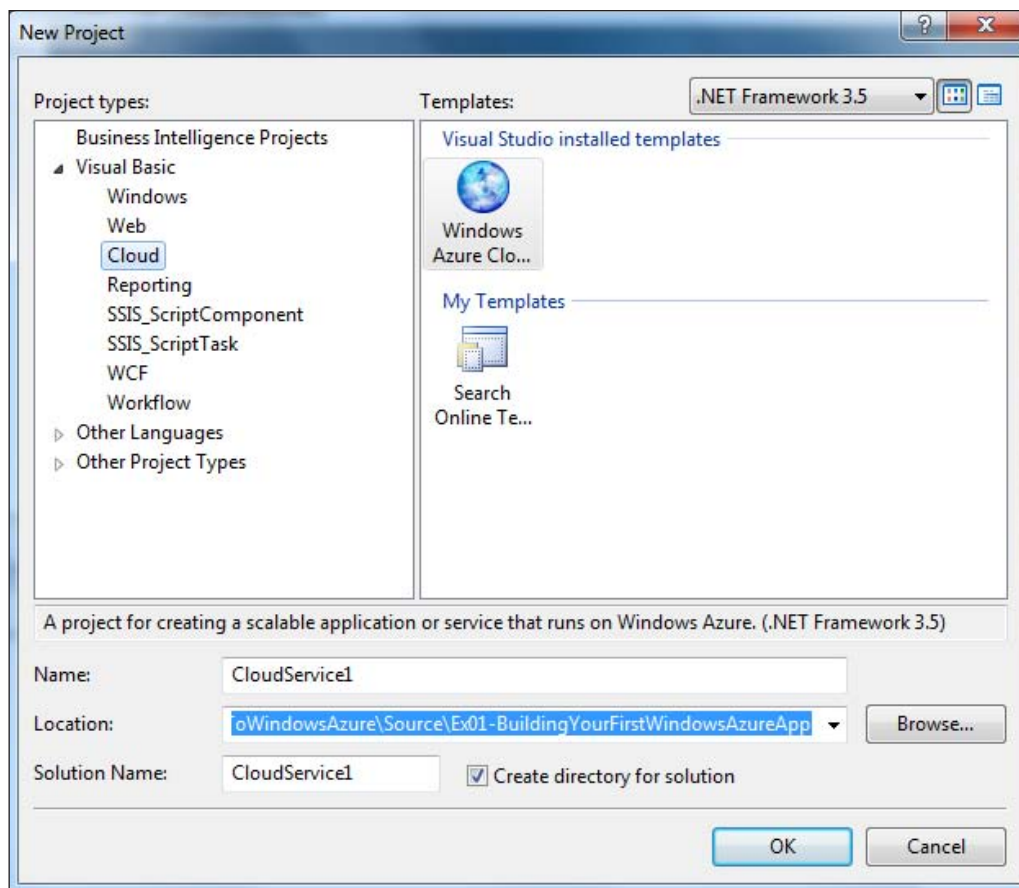 New Project
Project types:
Templates:
.NET Framework 3.5
Business Intelligence Projects
Visual Basic
Windows
Web
Cloud
Reporting
SSIS_ScriptComponent
SSIS_ScriptTask
WCF
Workflow
Other Languages
Other Project Types
Visual Studio installed templates
Windows
Azure Clo...
My Templates
Search
Online Te...
A project for creating a scalable application or service that runs on Windows Azure. (.NET Framework 3.5)
Name:
CloudService1
Location:
oWindowsAzure\Source\Ex01-BuildingYourFirstWindowsAzureApp
Browse...
Solution Name:
CloudService1
Create directory for solution
OK
Cancel